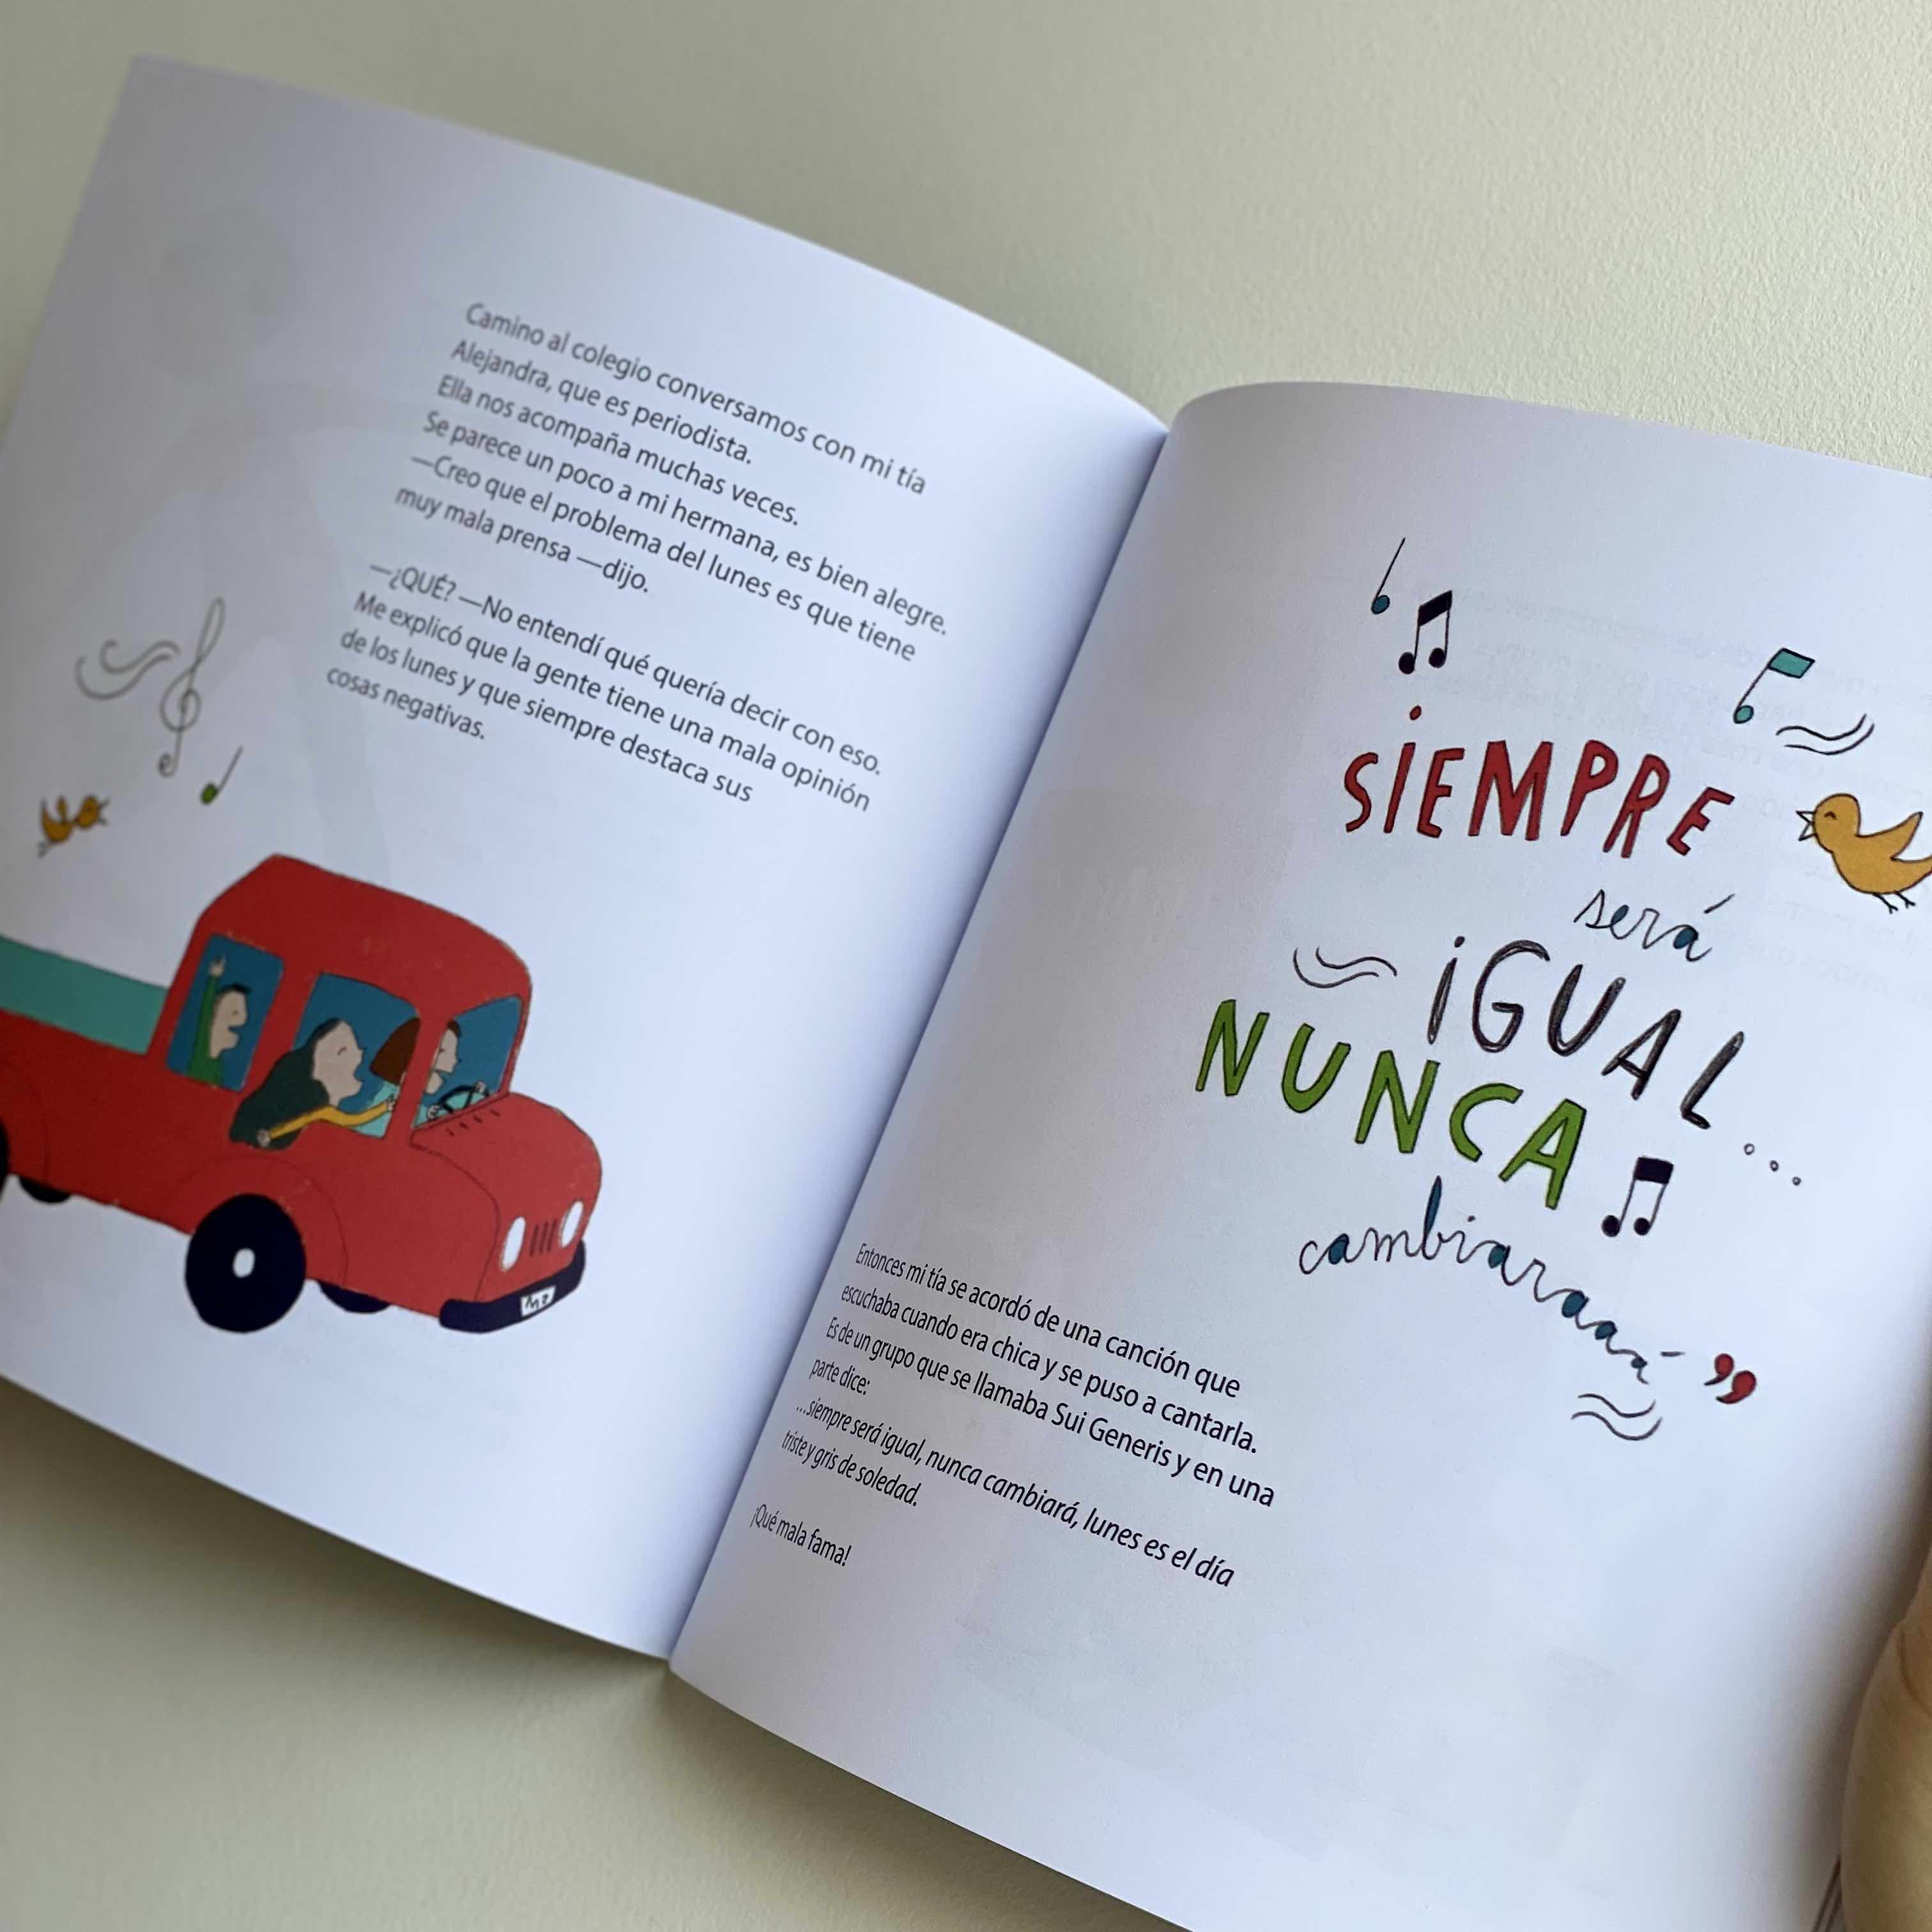 Camino al colegio conversamos con mi tía
Alejandra, que es periodista.
Ella nos acompaña muchas veces.
Se parece un poco a mi hermana, es bien alegre.
—Creo que el problema del lunes es que tiene
muy mala prensa —dijo.
—¿QUÉ? —No entendí qué quería decir con eso.
Me explicó que la gente tiene una mala opinión
de los lunes y que siempre destaca sus
cosas negativas.
SIEMPRE
será
IGUAL...
NUNCA
cambiaraaá”
Entonces mi tía se acordó de una canción que
escuchaba cuando era chica y se puso a cantarla.
Es de un grupo que se llamaba Sui Generis y en una
parte dice:
...siempre será igual, nunca cambiará, lunes es el día
triste y gris de soledad.
¡Qué mala fama!